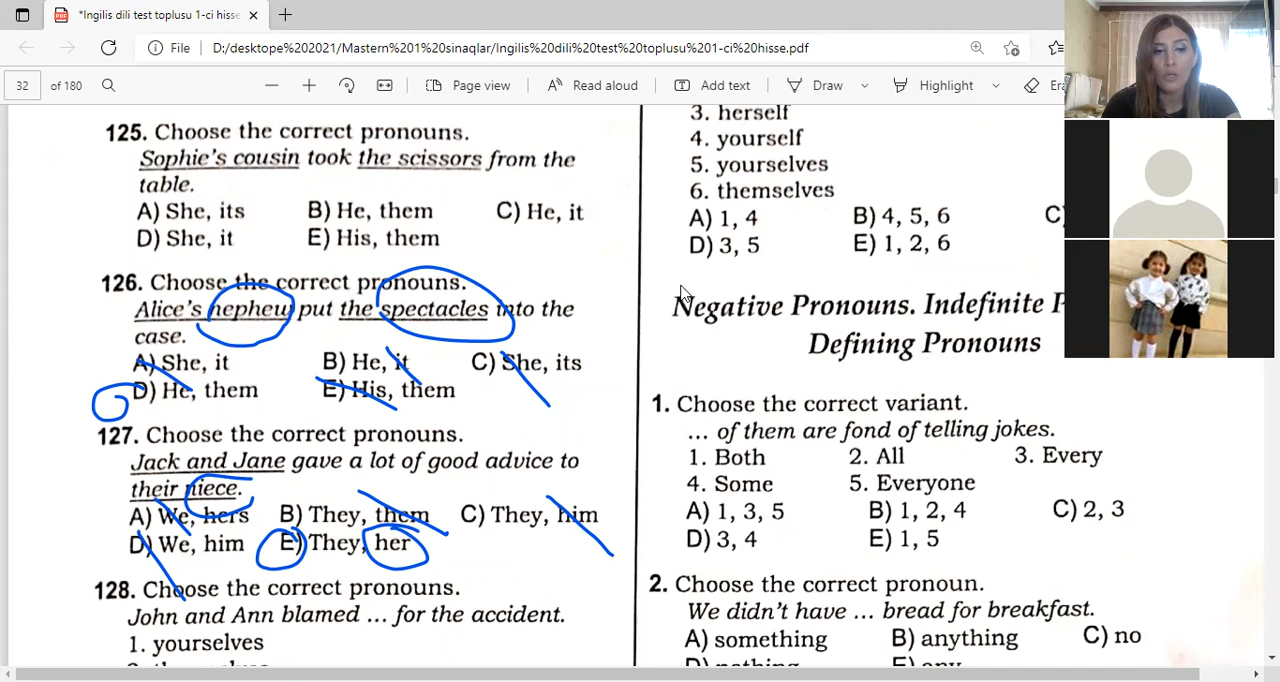 *Ingilis dili test toplusu 1-ci hisse
File D:/desktope%202021/Mastern%201%20sinaqlar/Ingilis%20dili%20test%20toplusu%201-ci%20hisse.pdf
32 of 180 Page view Read aloud Add text Draw Highlight
125. Choose the correct pronouns.
Sophie's cousin took the scissors from the
table.
A) She, its B) He, them C) He, it
D) She, it E) His, them
126. Choose the correct pronouns.
Alice's nepheu put the spectacles into the
case.
A) She, it B) He, it C) She, its
D) He, them E) His, them
127. Choose the correct pronouns.
Jack and Jane gave a lot of good advice to
their niece.
A) We, hers B) They, them C) They, him
D) We, him E) They, her
128. Choose the correct pronouns.
John and Ann blamed ... for the accident.
1. yourselves
3. herself
4. yourself
5. yourselves
6. themselves
A) 1, 4 B) 4, 5, 6 C)
D) 3, 5 E) 1, 2, 6
Negative Pronouns. Indefinite
Defining Pronouns
1. Choose the correct variant.
... of them are fond of telling jokes.
1. Both 2. All 3. Every
4. Some 5. Everyone
A) 1, 3, 5 B) 1, 2, 4 C) 2, 3
D) 3, 4 E) 1, 5
2. Choose the correct pronoun.
We didn't have ... bread for breakfast.
A) something B) anything C) no
D) nothing E) any